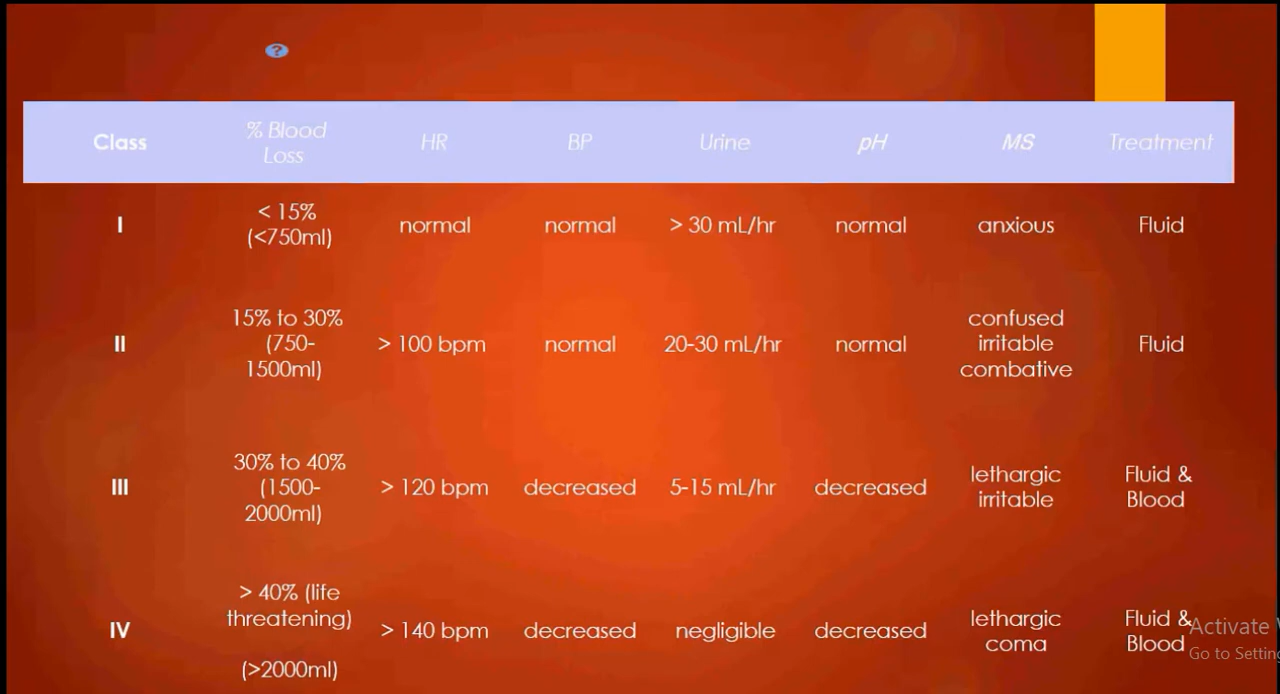 ?
Class
% Blood
Loss
HR
BP
Urine
pH
MS
Treatment
I
< 15%
(<750ml)
normal
normal
> 30 mL/hr
normal
anxious
Fluid
II
15% to 30%
(750-
1500ml)
> 100 bpm
normal
20-30 mL/hr
normal
confused
irritable
combative
Fluid
III
30% to 40%
(1500-
2000ml)
> 120 bpm
decreased
5-15 mL/hr
decreased
lethargic
irritable
Fluid &
Blood
IV
> 40% (life
threatening)
(>2000ml)
> 140 bpm
decreased
negligible
decreased
lethargic
coma
Fluid &
Blood
Activate
Go to